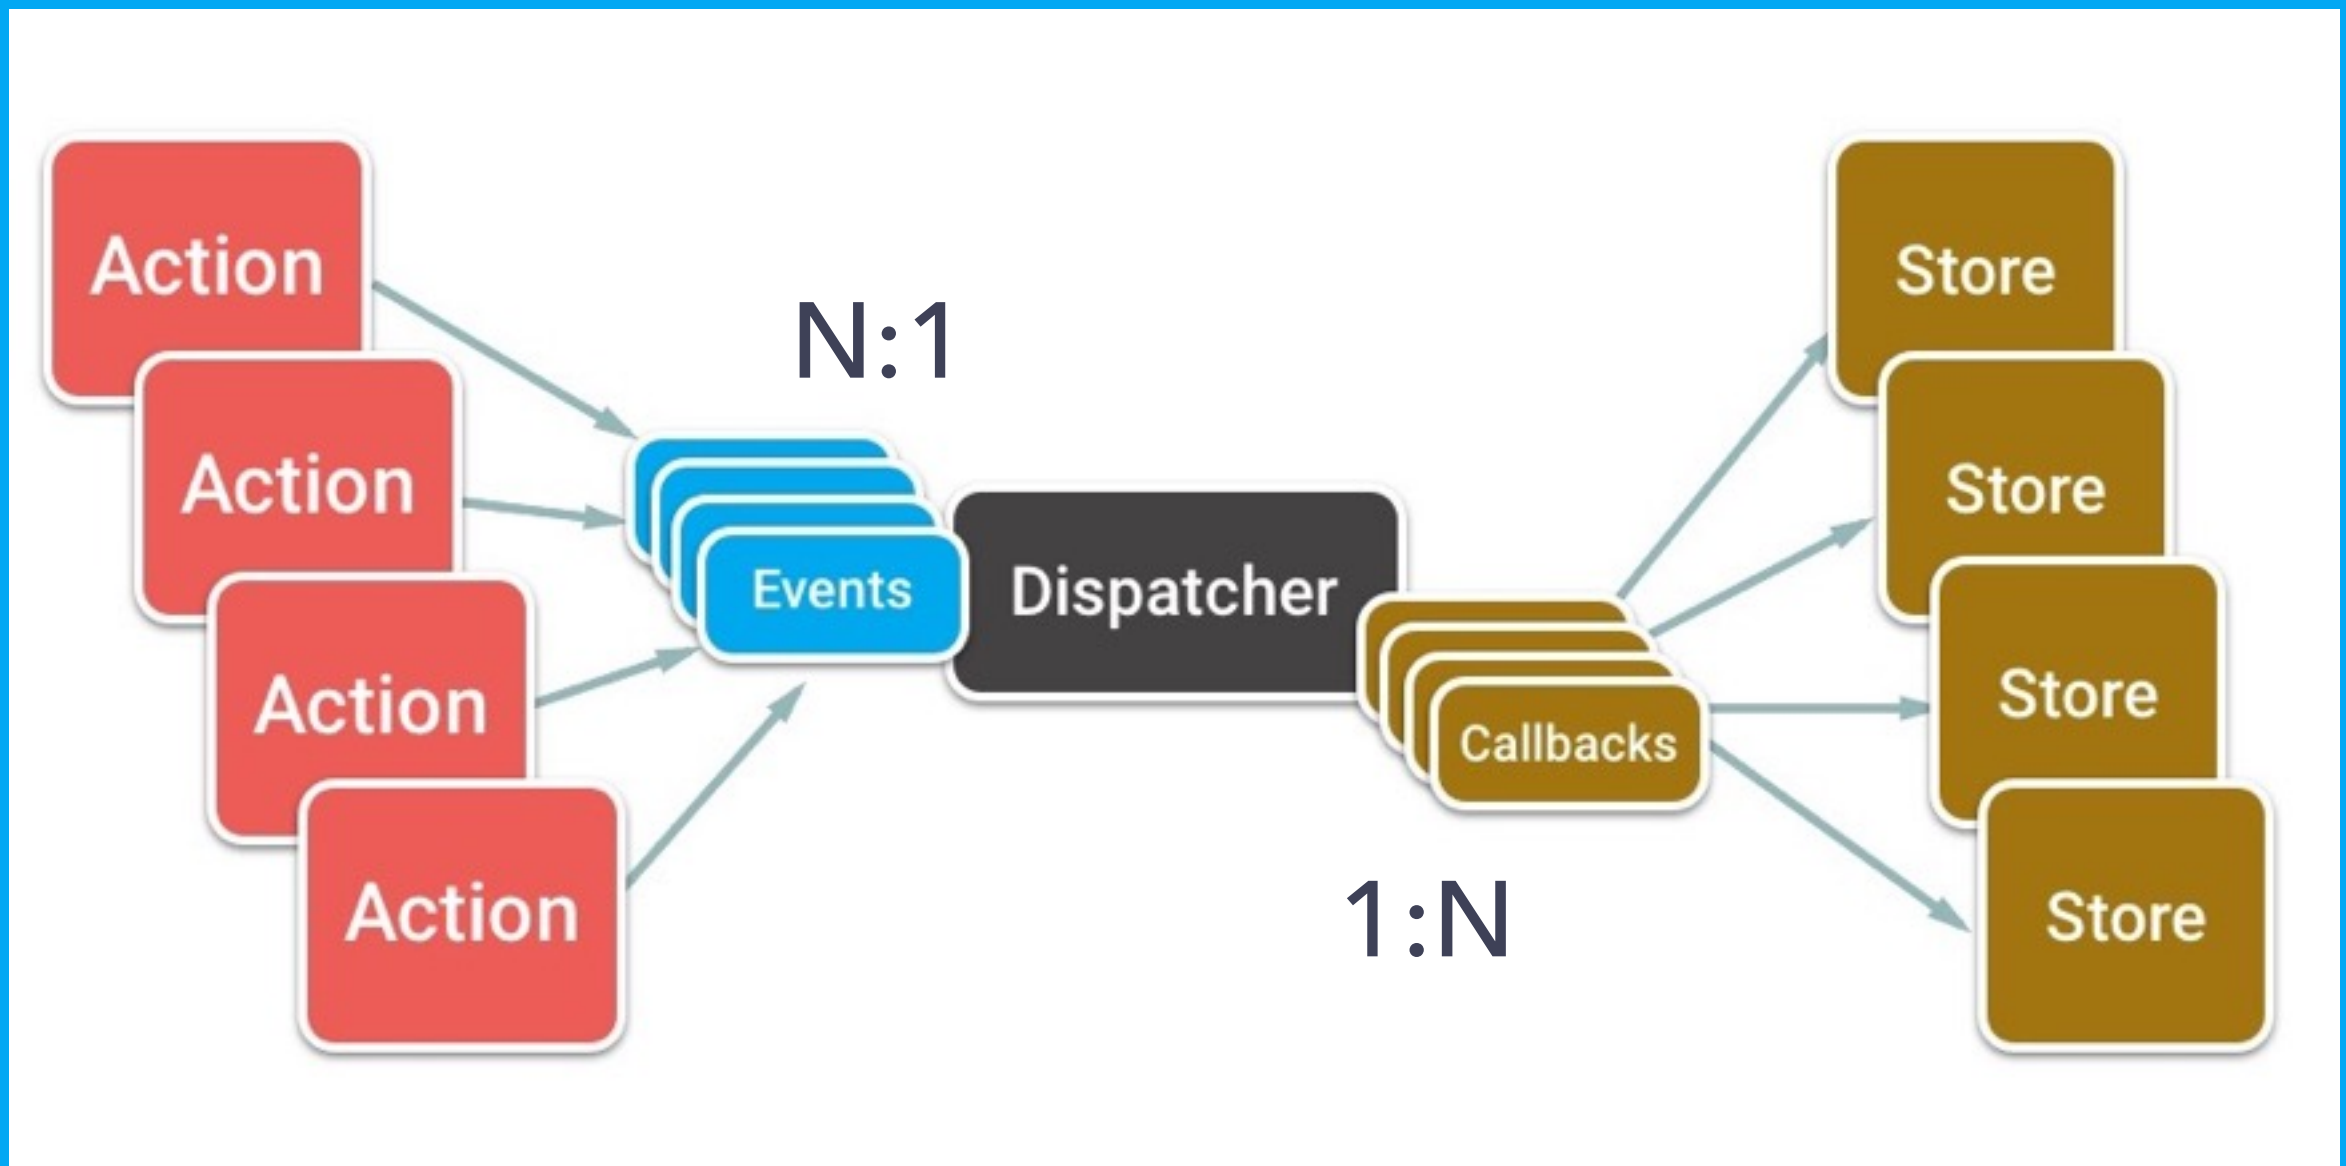 Action
Action
Action
Action
N:1
Events
Dispatcher
Callbacks
1:N
Store
Store
Store
Store